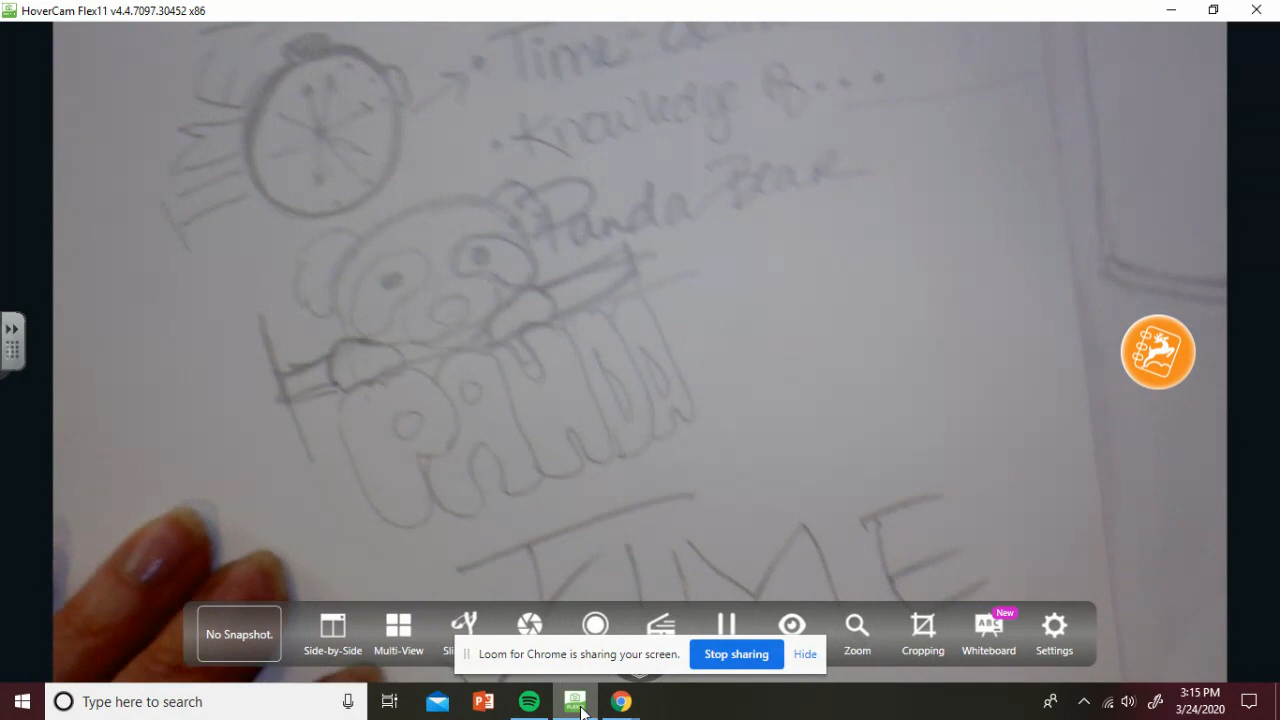 HoverCam Flex11 v4.4.7097.30452 x86
• Time =
• Knowledge of...
Panda Bear
PANDA
TIME
No Snapshot.
Side-by-Side
Multi-View
Zoom
Cropping
New
ABC
Whiteboard
Settings
Loom for Chrome is sharing your screen.
Stop sharing
Hide
Type here to search
3:15 PM
3/24/2020